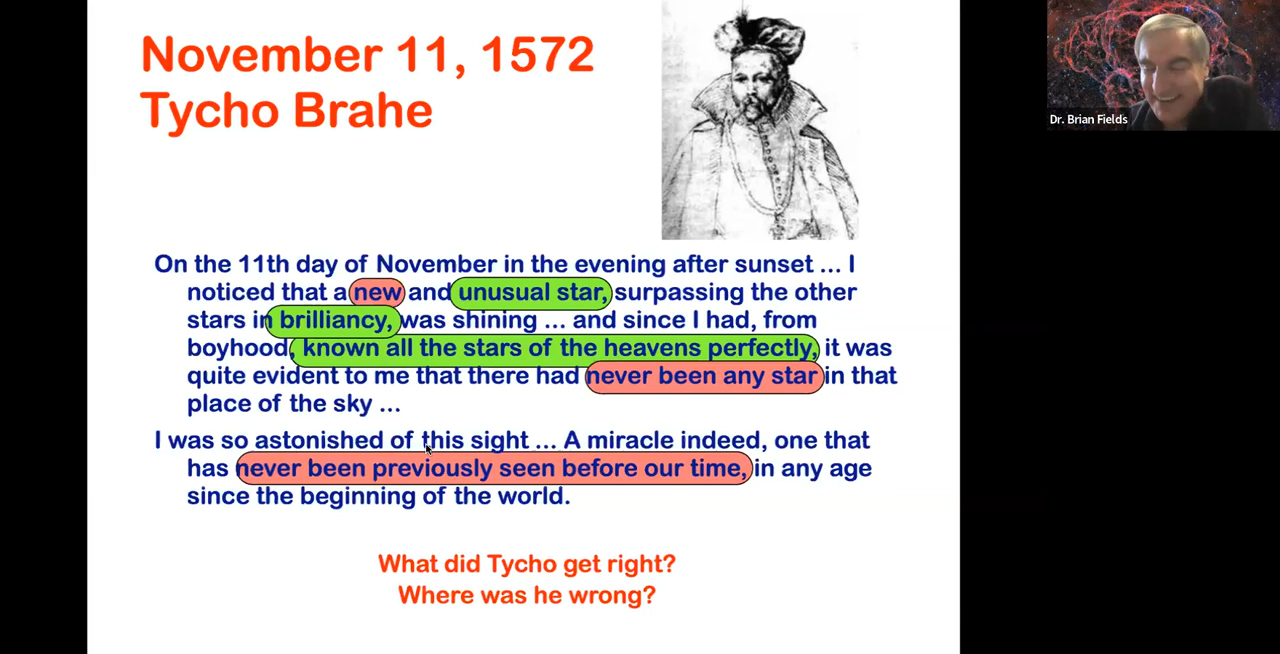 November 11, 1572
Tycho Brahe
Dr. Brian Fields
On the 11th day of November in the evening after sunset ... I
noticed that a new and unusual star, surpassing the other
stars in brilliancy, was shining ... and since I had, from
boyhood, known all the stars of the heavens perfectly, it was
quite evident to me that there had never been any star in that
place of the sky ...
I was so astonished of this sight ... A miracle indeed, one that
has never been previously seen before our time, in any age
since the beginning of the world.
What did Tycho get right?
Where was he wrong?